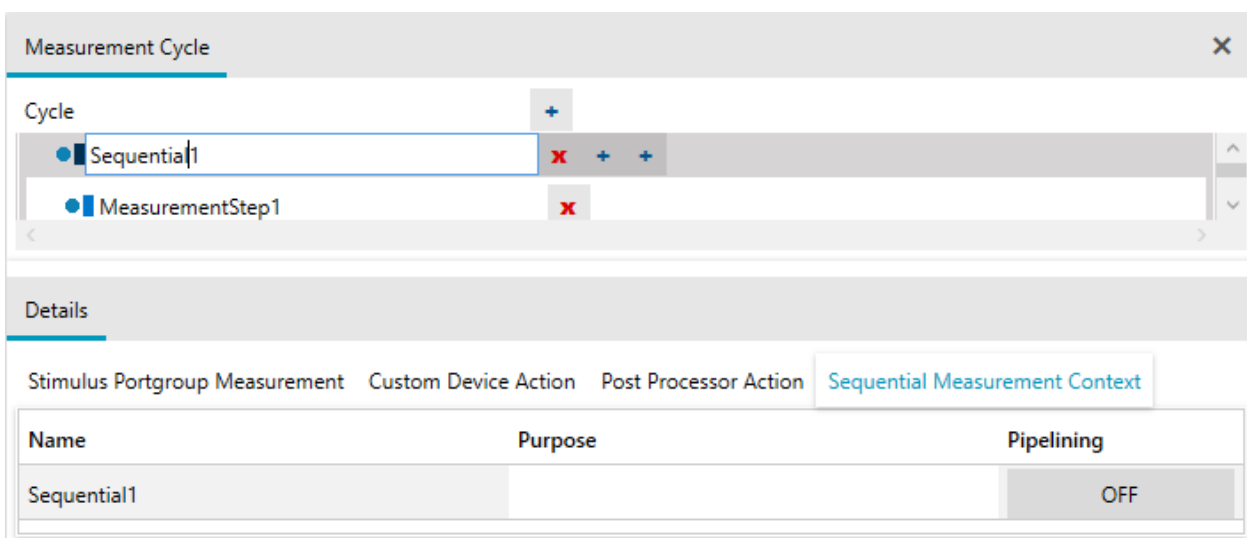 Measurement Cycle
Cycle
Sequential1
MeasurementStep1
Details
Stimulus Portgroup Measurement Custom Device Action Post Processor Action Sequential Measurement Context
Name Purpose Pipelining
Sequential1 OFF